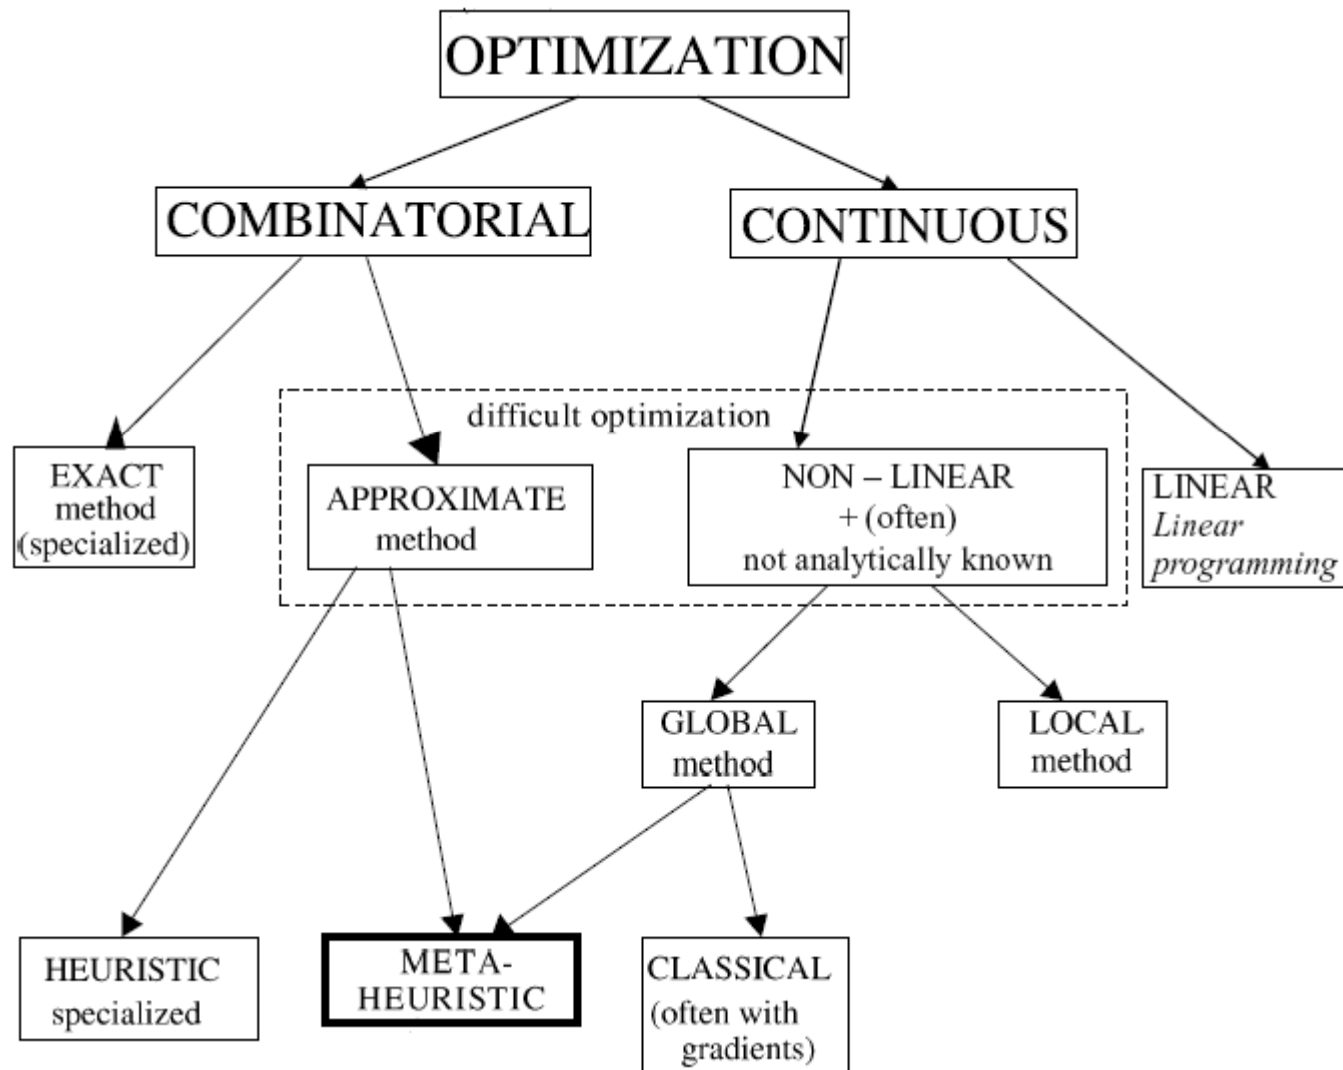 OPTIMIZATION
COMBINATORIAL
CONTINUOUS
difficult optimization
EXACT
method
(specialized)
APPROXIMATE
method
NON – LINEAR
+ (often)
not analytically known
LINEAR
Linear
programming
GLOBAL
method
LOCAL
method
HEURISTIC
specialized
META-
HEURISTIC
CLASSICAL
(often with
gradients)